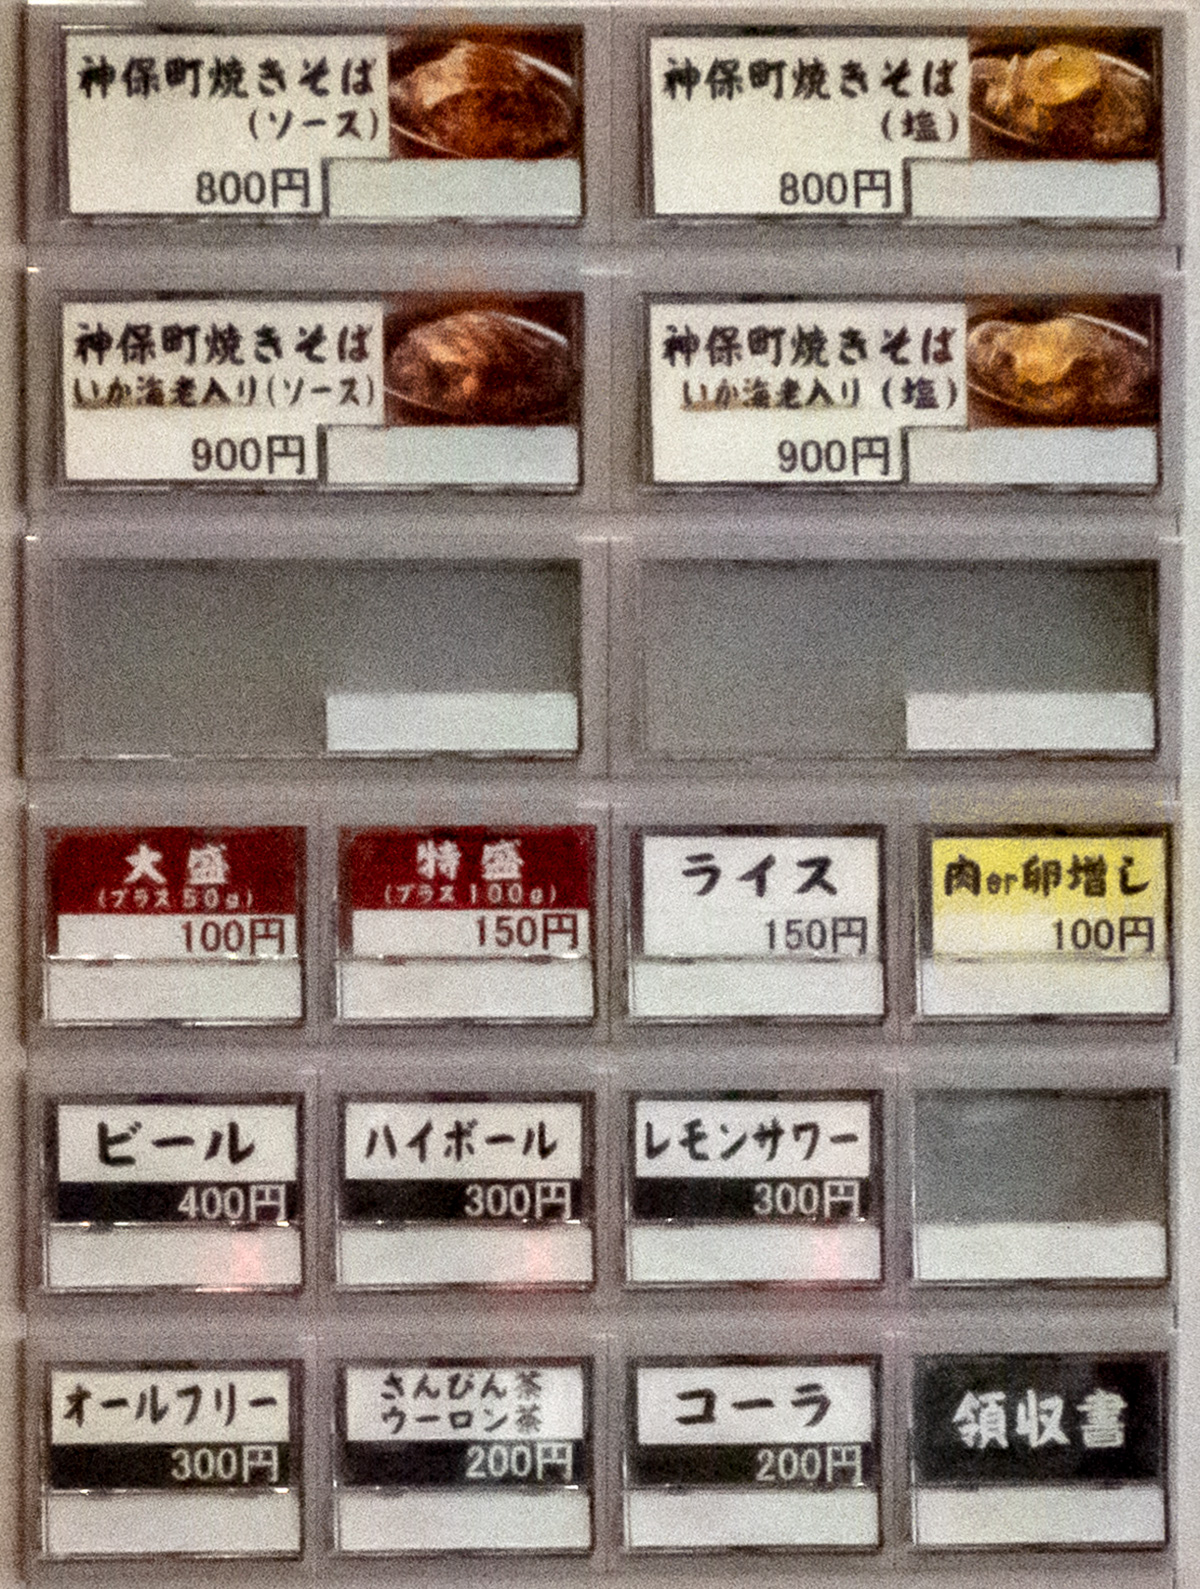 神保町焼きそば
(ソース)
800円
神保町焼きそば
(塩)
800円
神保町焼きそば
いか海老入り(ソース)
900円
神保町焼きそば
いか海老入り(塩)
900円
大盛
(プラス50g)
100円
特盛
(プラス100g)
150円
ライス
150円
肉or卵増し
100円
ビール
400円
ハイボール
300円
レモンサワー
300円
オールフリー
300円
さんぴん茶
ウーロン茶
200円
コーラ
200円
領収書